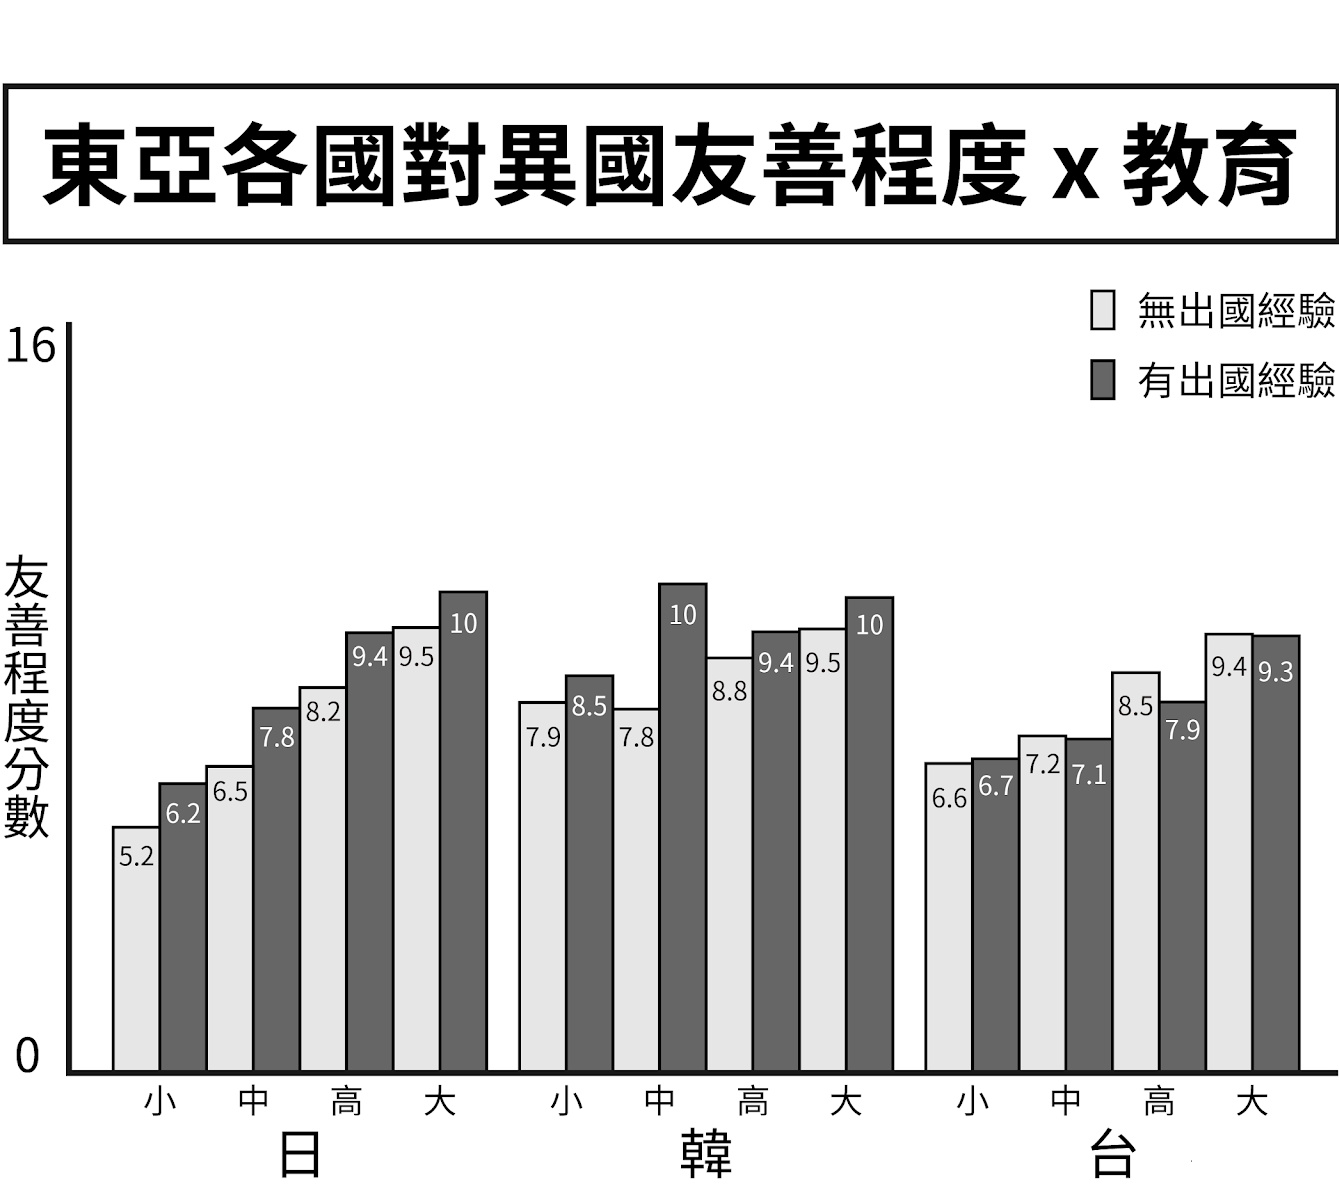 東亞各國對異國友善程度 x 教育
無出國經驗
有出國經驗
16
友善程度分數
0
5.2 6.2 6.5 7.8 8.2 9.4 9.5 10
7.9 8.5 7.8 10 8.8 9.4 9.5 10
6.6 6.7 7.2 7.1 8.5 7.9 9.4 9.3
小 中 高 大 小 中 高 大 小 中 高 大
日 韓 台